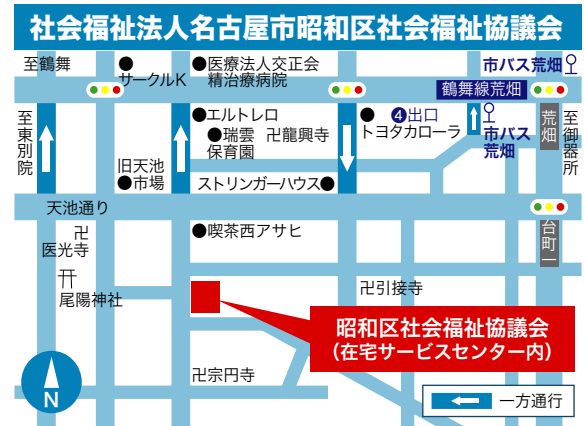 社会福祉法人名古屋市昭和区社会福祉協議会
至鶴舞
●サークルK
●医療法人交正会
精治療病院
市バス荒畑
鶴舞線荒畑
至東別院
●エルトレロ
●瑞雲
保育園
卍龍興寺
●
トヨタカローラ
❹出口
市バス
荒畑
荒畑
至御器所
旧天池
●市場
ストリンガーハウス●
天池通り
台町一
卍
医光寺
●喫茶西アサヒ
尾陽神社
卍引接寺
昭和区社会福祉協議会
(在宅サービスセンター内)
卍宗円寺
N
一方通行